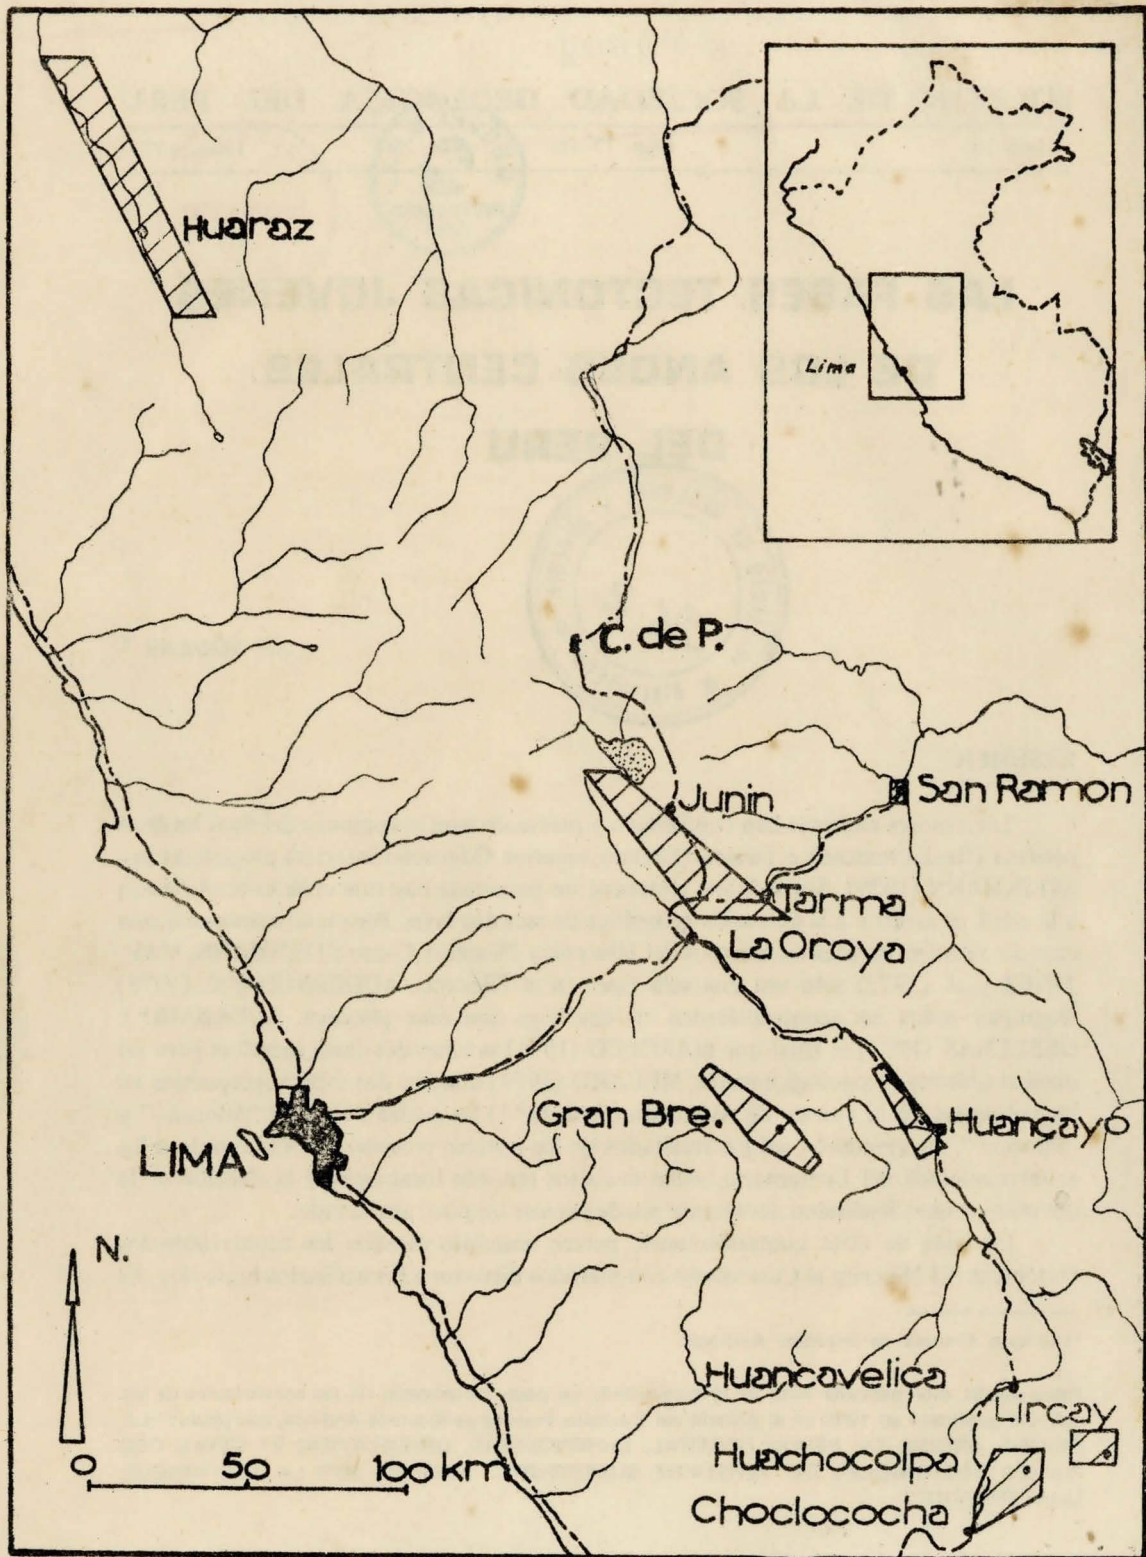 Huaraz
Lima
C. de P.
Junin
San Ramon
Tarma
La Oroya
Gran Bre.
Huancayo
LIMA
N.
Huancavelica
Lircay
0 50 100 km
Huachocolpa
Choclococha